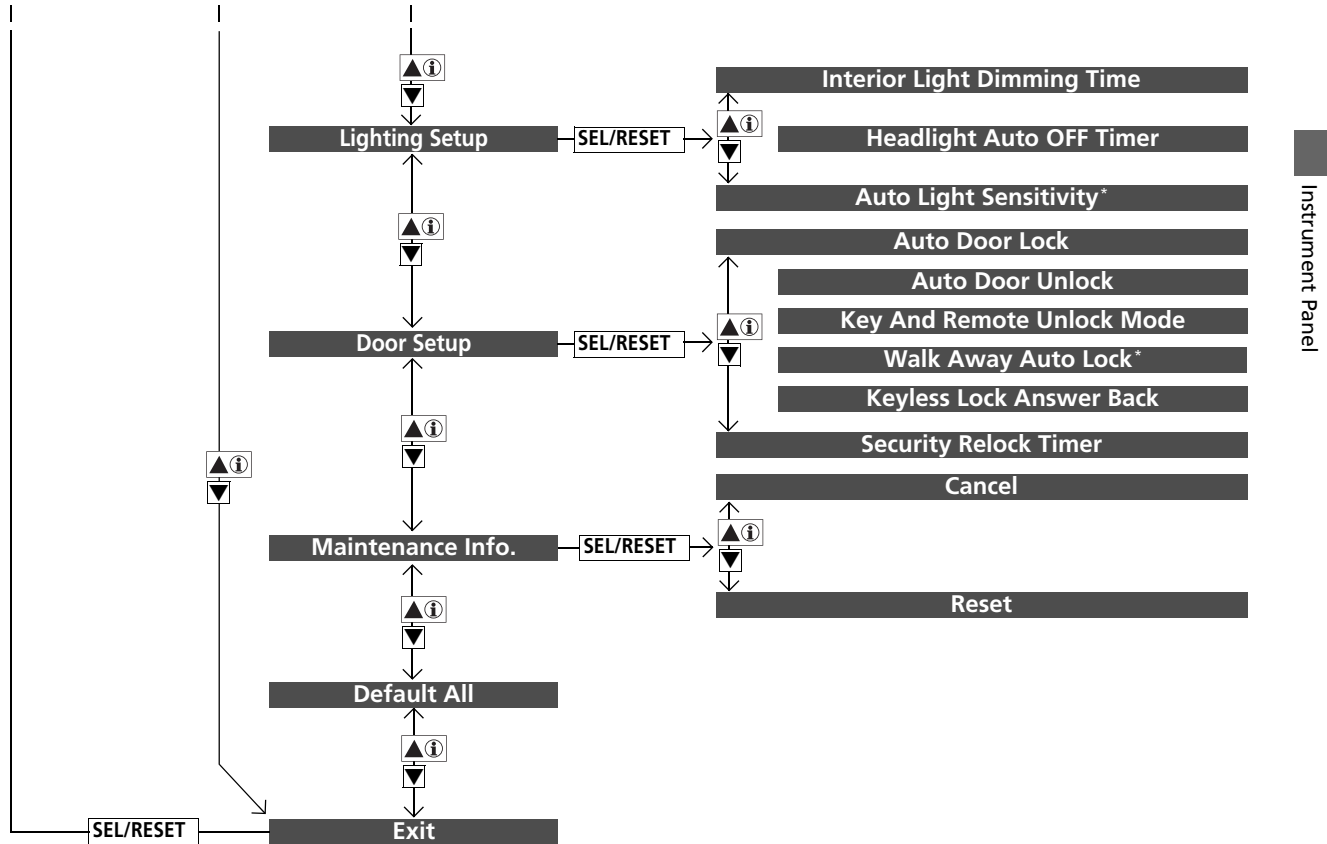 Interior Light Dimming Time
Lighting Setup
SEL/RESET
Headlight Auto OFF Timer
Auto Light Sensitivity*
Auto Door Lock
Auto Door Unlock
Key And Remote Unlock Mode
Door Setup
SEL/RESET
Walk Away Auto Lock*
Keyless Lock Answer Back
Security Relock Timer
Cancel
Maintenance Info.
SEL/RESET
Reset
Default All
SEL/RESET
Exit
Instrument Panel